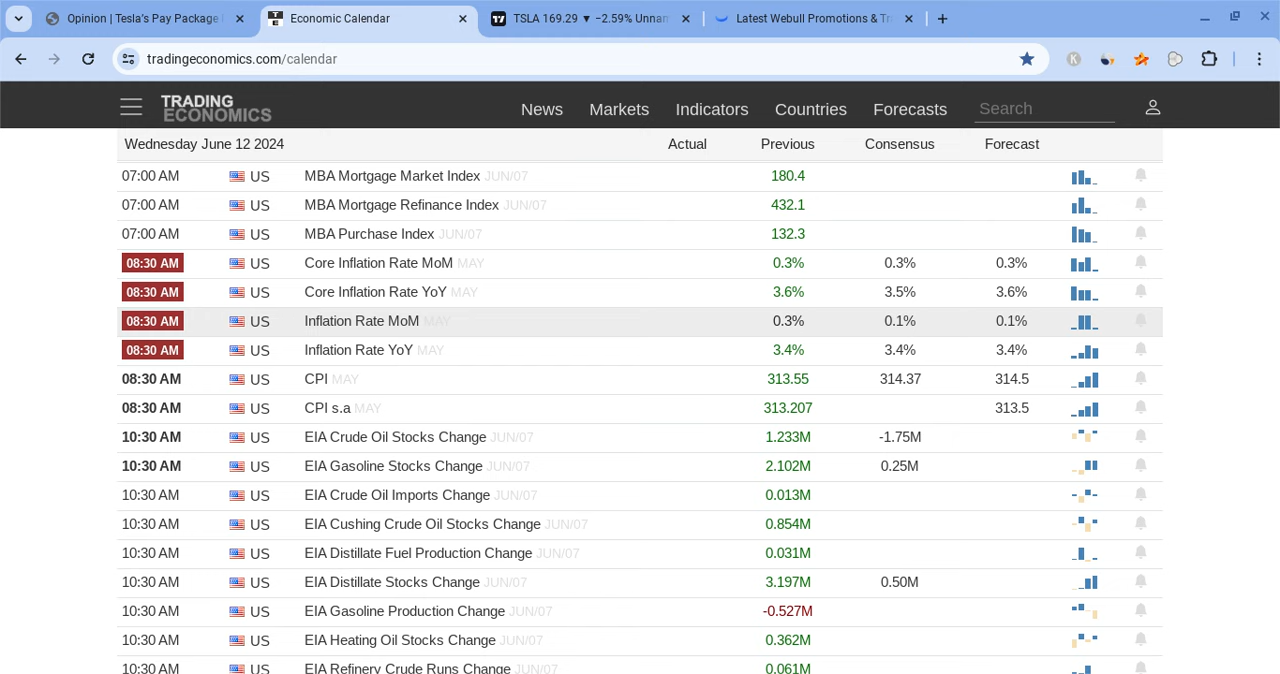 Opinion | Tesla's Pay Package
Economic Calendar
TSLA 169.29 ▼ −2.59% Unnan
Latest Webull Promotions & Tr
tradingeconomics.com/calendar
TRADING ECONOMICS
News Markets Indicators Countries Forecasts Search
Wednesday June 12 2024 Actual Previous Consensus Forecast
07:00 AM US MBA Mortgage Market Index JUN/07 180.4
07:00 AM US MBA Mortgage Refinance Index JUN/07 432.1
07:00 AM US MBA Purchase Index JUN/07 132.3
08:30 AM US Core Inflation Rate MoM MAY 0.3% 0.3% 0.3%
08:30 AM US Core Inflation Rate YoY MAY 3.6% 3.5% 3.6%
08:30 AM US Inflation Rate MoM MAY 0.3% 0.1% 0.1%
08:30 AM US Inflation Rate YoY MAY 3.4% 3.4% 3.4%
08:30 AM US CPI MAY 313.55 314.37 314.5
08:30 AM US CPI s.a MAY 313.207 313.5
10:30 AM US EIA Crude Oil Stocks Change JUN/07 1.233M -1.75M
10:30 AM US EIA Gasoline Stocks Change JUN/07 2.102M 0.25M
10:30 AM US EIA Crude Oil Imports Change JUN/07 0.013M
10:30 AM US EIA Cushing Crude Oil Stocks Change JUN/07 0.854M
10:30 AM US EIA Distillate Fuel Production Change JUN/07 0.031M
10:30 AM US EIA Distillate Stocks Change JUN/07 3.197M 0.50M
10:30 AM US EIA Gasoline Production Change JUN/07 -0.527M
10:30 AM US EIA Heating Oil Stocks Change JUN/07 0.362M
10:30 AM US EIA Refinery Crude Runs Change JUN/07 0.061M